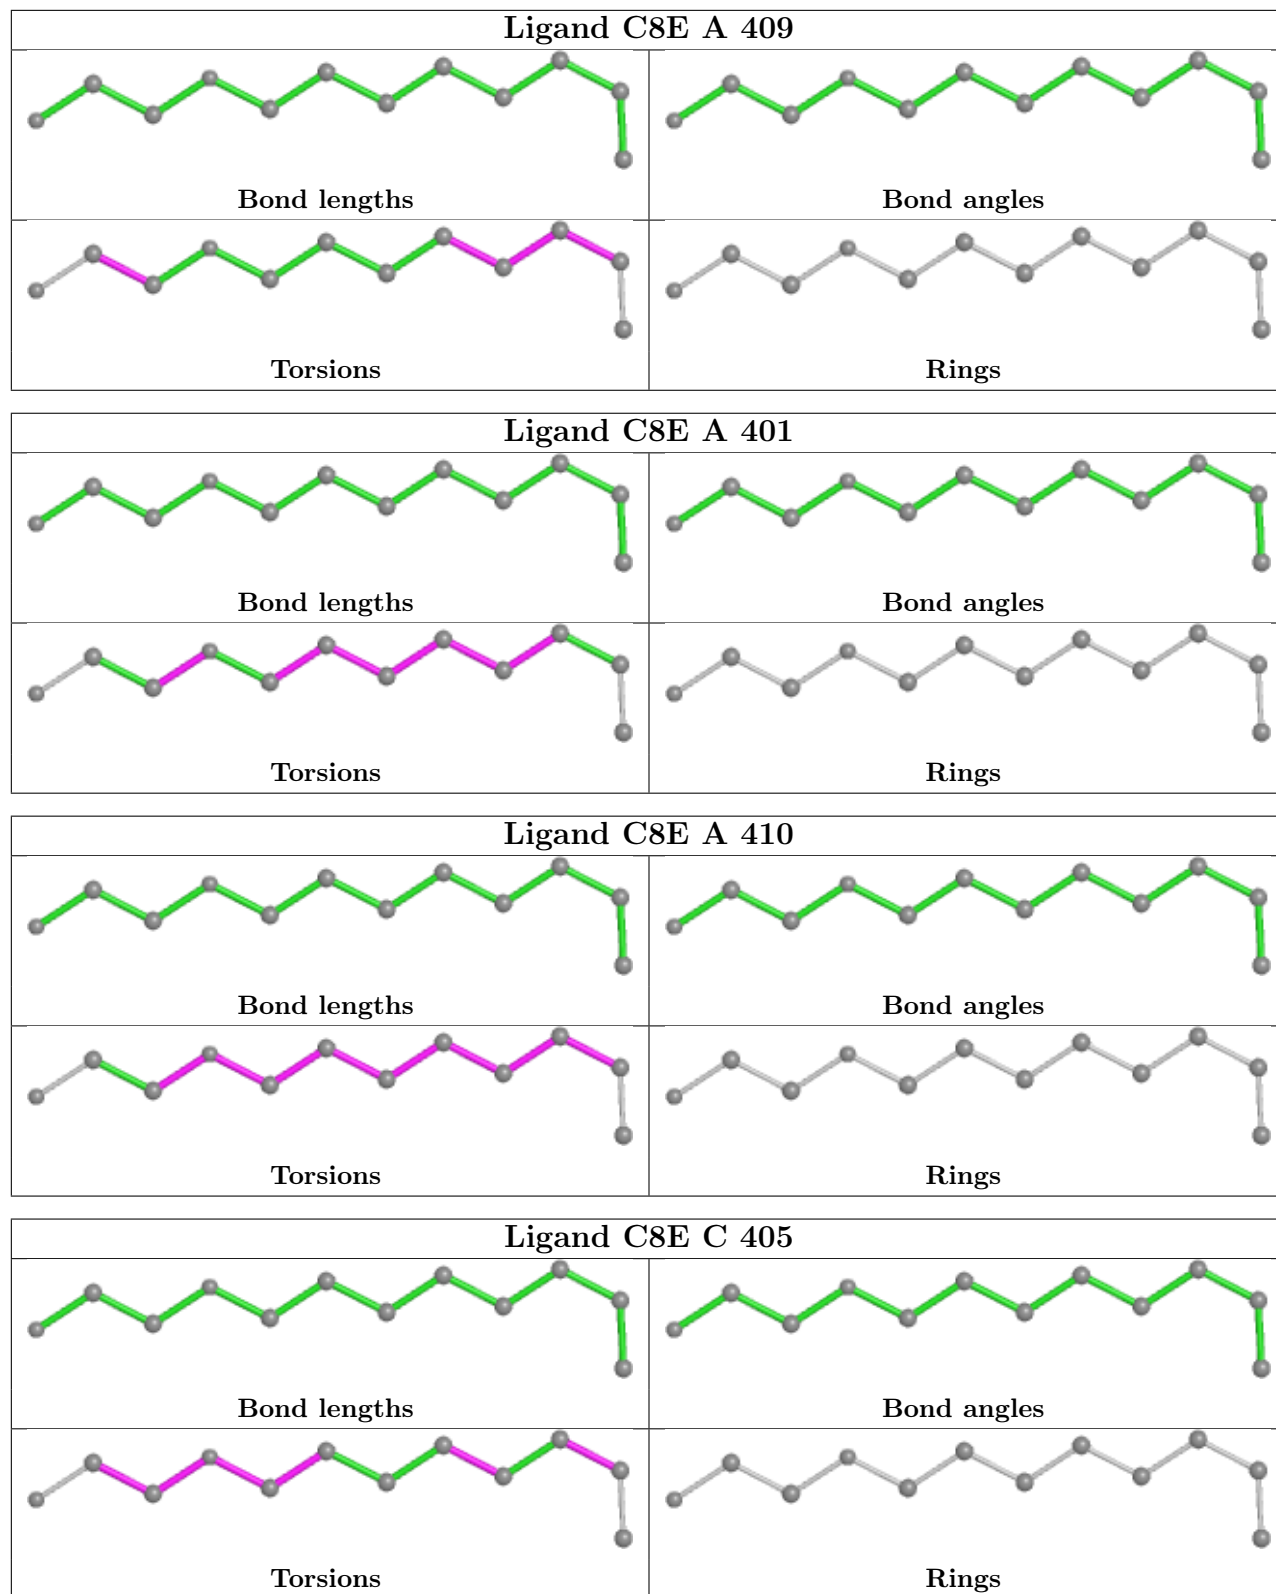 Ligand C8E A 409
Bond lengths
Bond angles
Torsions
Rings
Ligand C8E A 401
Bond lengths
Bond angles
Torsions
Rings
Ligand C8E A 410
Bond lengths
Bond angles
Torsions
Rings
Ligand C8E C 405
Bond lengths
Bond angles
Torsions
Rings